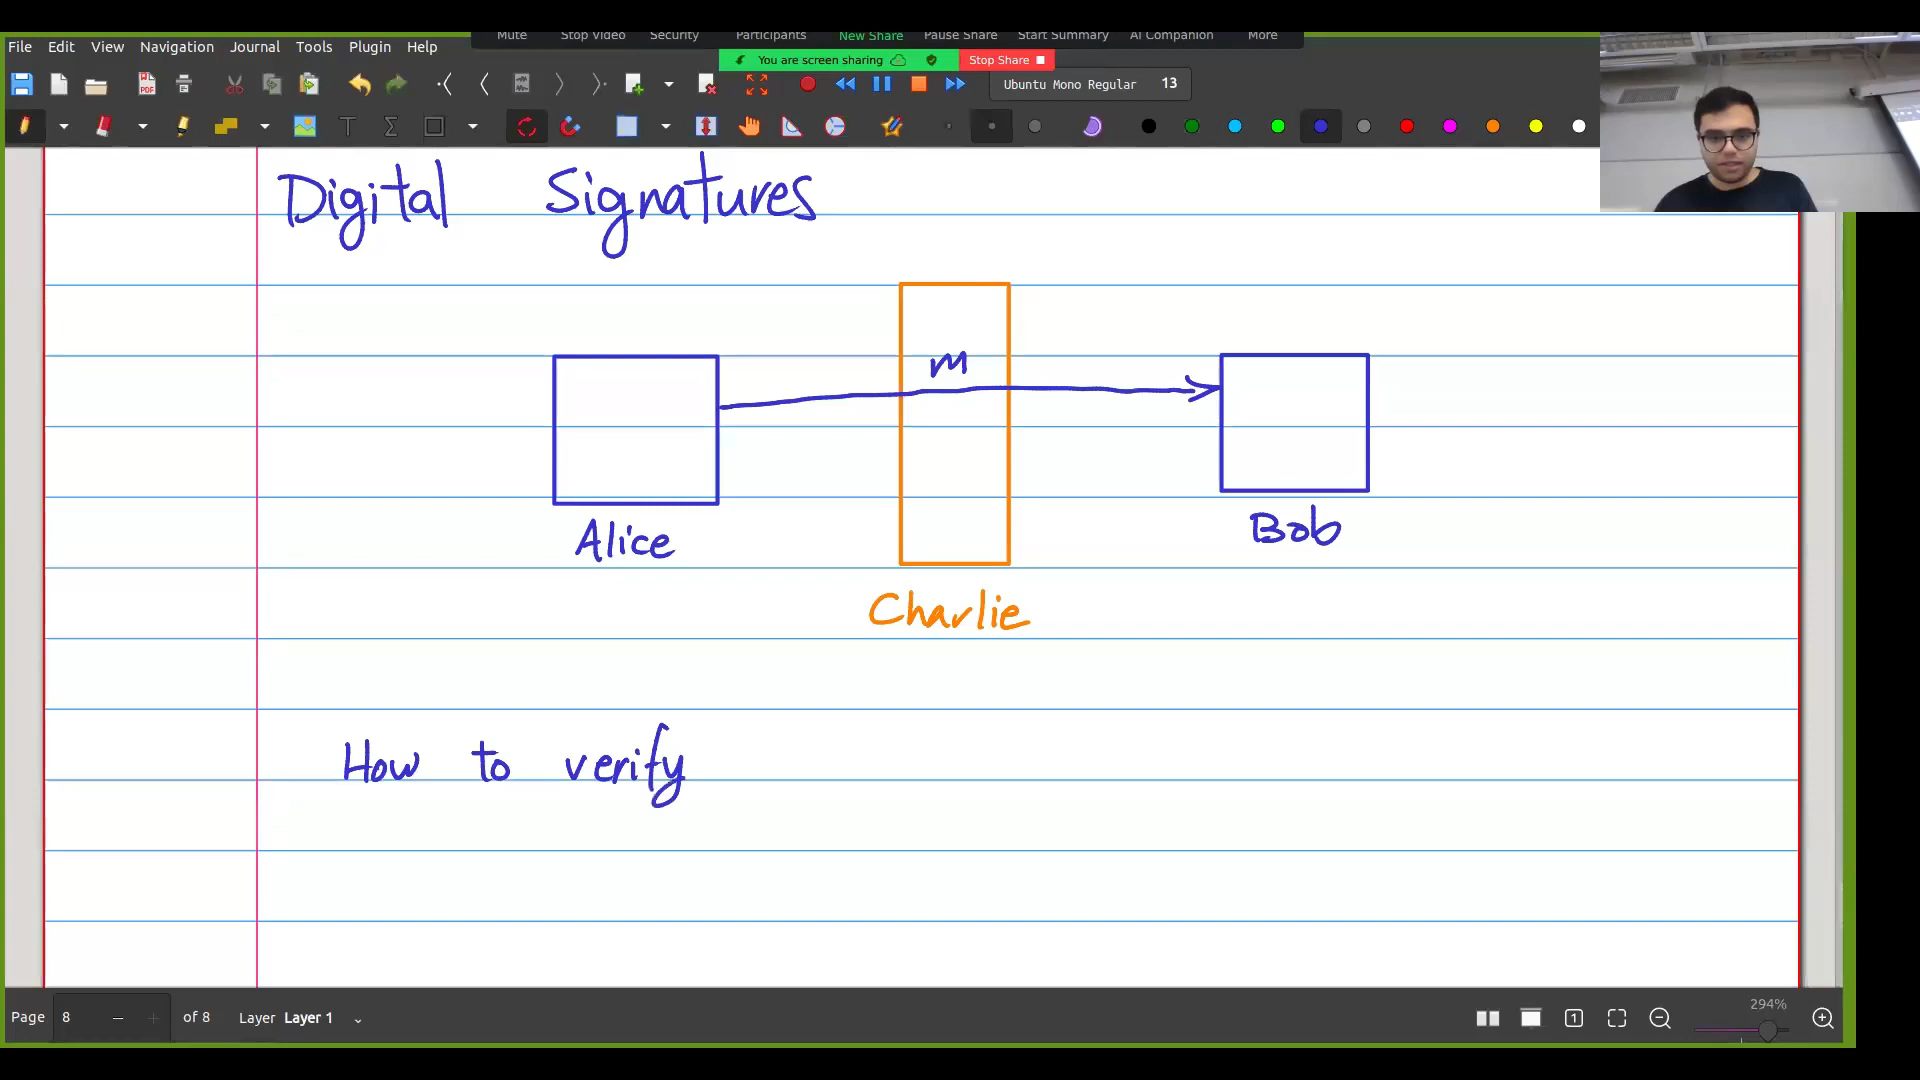 Mute Stop Video Security Participants New Share Pause Share Start Summary AI Companion More
File Edit View Navigation Journal Tools Plugin Help
You are screen sharing Stop Share
PDF Ubuntu Mono Regular 13
Digital Signatures
m
Alice Bob
Charlie
How to verify
294%
Page 8 of 8 Layer Layer 1 1